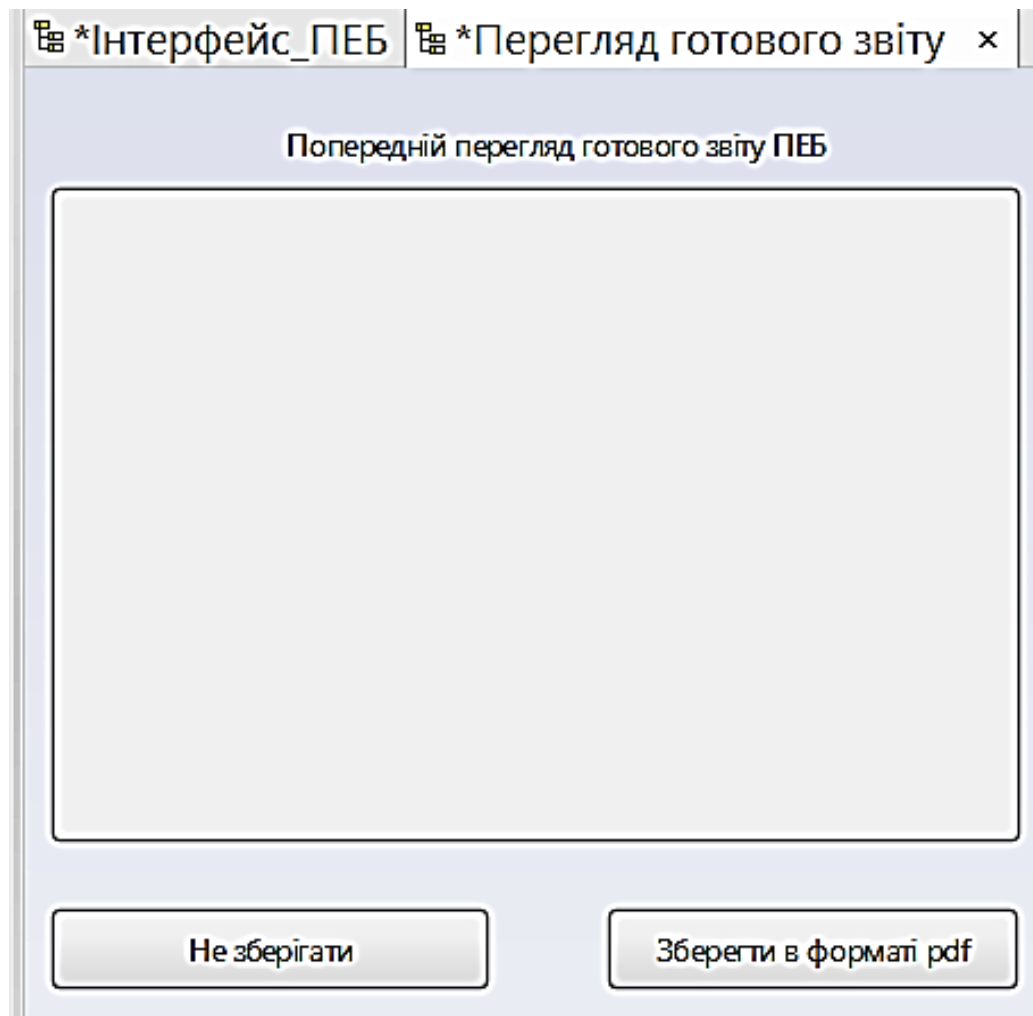 *Інтерфейс_ПЕБ *Перегляд готового звіту ×
Попередній перегляд готового звіту ПЕБ
Не зберігати Зберегти в форматі pdf